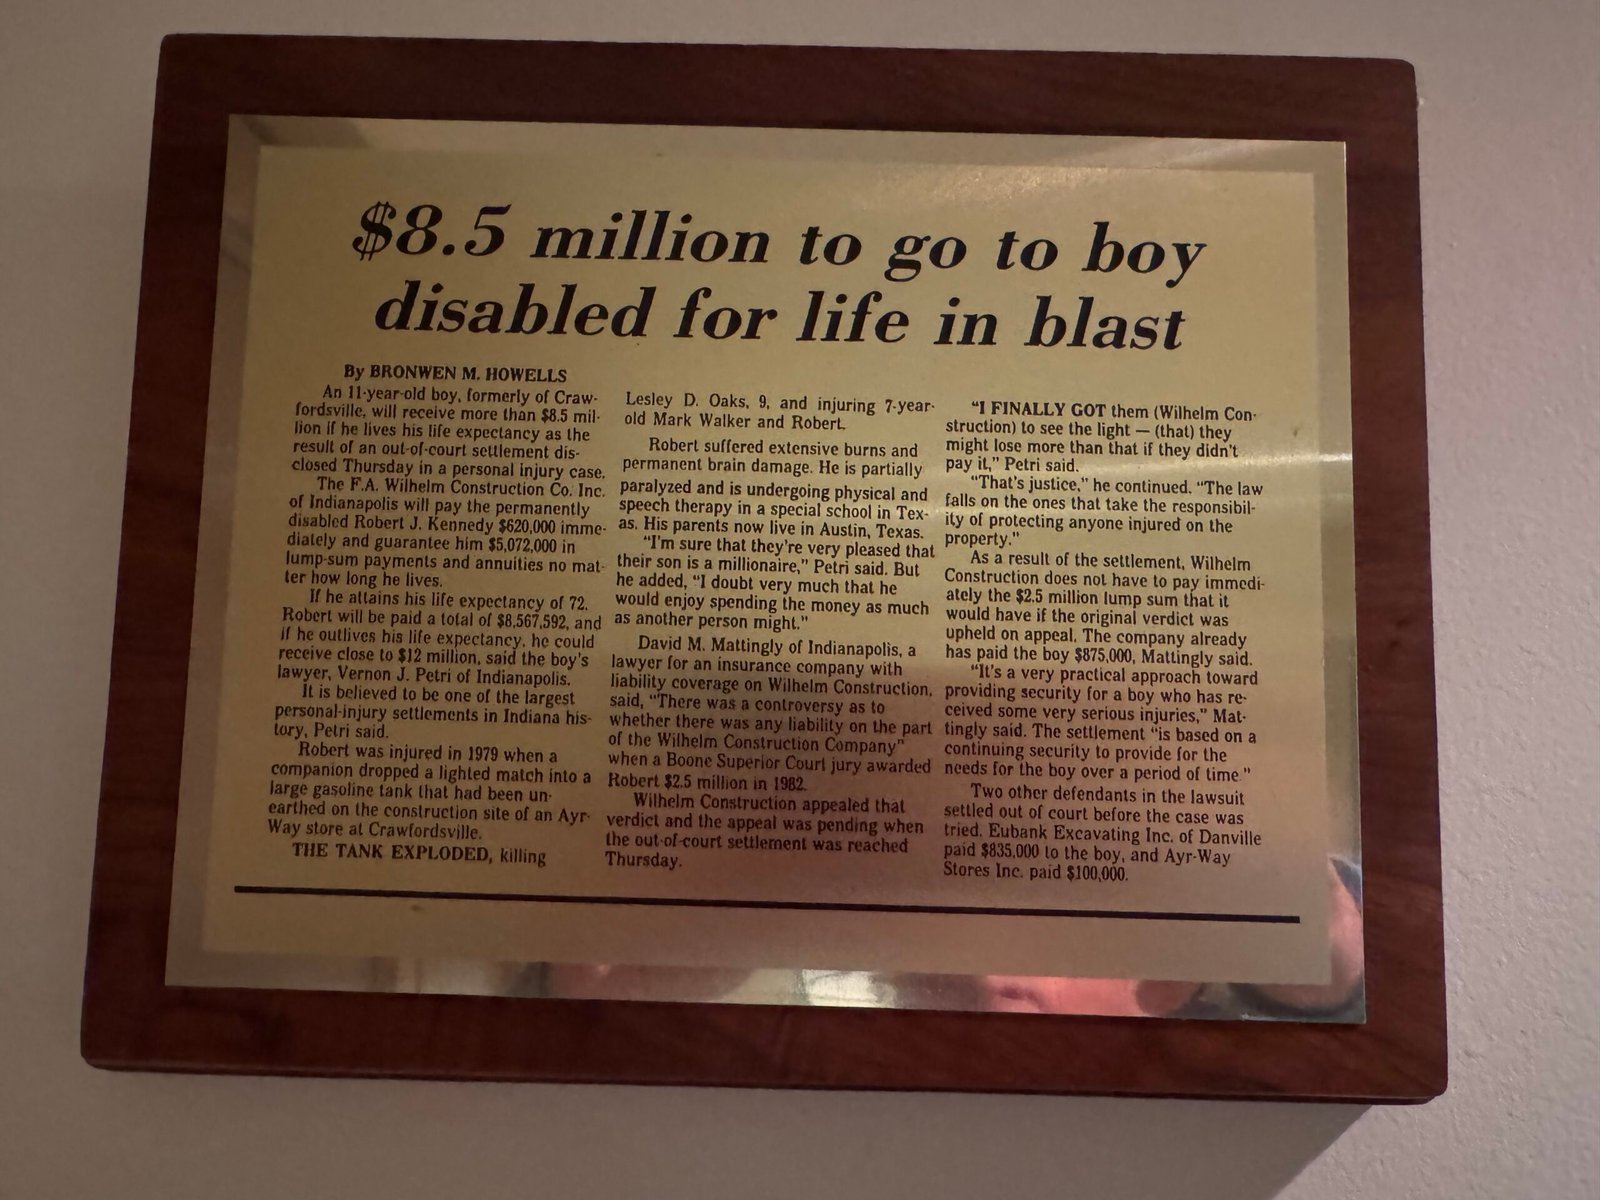 $8.5 million to go to boy
disabled for life in blast
By BRONWEN M. HOWELLS
An 11-year-old boy, formerly of Craw-
fordsville, will receive more than $8.5 mil-
lion if he lives his life expectancy as the
result of an out-of-court settlement dis-
closed Thursday in a personal injury case.
The F.A. Wilhelm Construction Co. Inc.
of Indianapolis will pay the permanently
disabled Robert J. Kennedy $620,000 imme-
diately and guarantee him $5,072,000 in
lump-sum payments and annuities no mat-
ter how long he lives.
If he attains his life expectancy of 72,
Robert will be paid a total of $8,567,592, and
if he outlives his life expectancy, he could
receive close to $12 million, said the boy's
lawyer, Vernon J. Petri of Indianapolis.
It is believed to be one of the largest
personal-injury settlements in Indiana his-
tory, Petri said.
Robert was injured in 1979 when a
companion dropped a lighted match into a
large gasoline tank that had been un-
earthed on the construction site of an Ayr-
Way store at Crawfordsville.
THE TANK EXPLODED, killing
Lesley D. Oaks, 9, and injuring 7-year-
old Mark Walker and Robert.
Robert suffered extensive burns and
permanent brain damage. He is partially
paralyzed and is undergoing physical and
speech therapy in a special school in Tex-
as. His parents now live in Austin, Texas.
"I'm sure that they're very pleased that
their son is a millionaire," Petri said. But
he added, "I doubt very much that he
would enjoy spending the money as much
as another person might."
David M. Mattingly of Indianapolis, a
lawyer for an insurance company with
liability coverage on Wilhelm Construction,
said, "There was a controversy as to
whether there was any liability on the part
of the Wilhelm Construction Company"
when a Boone Superior Court jury awarded
Robert $2.5 million in 1982.
Wilhelm Construction appealed that
verdict and the appeal was pending when
the out-of-court settlement was reached
Thursday.
"I FINALLY GOT them (Wilhelm Con-
struction) to see the light — (that) they
might lose more than that if they didn't
pay it," Petri said.
"That's justice," he continued. "The law
falls on the ones that take the responsibil-
ity of protecting anyone injured on the
property."
As a result of the settlement, Wilhelm
Construction does not have to pay immedi-
ately the $2.5 million lump sum that it
would have if the original verdict was
upheld on appeal. The company already
has paid the boy $875,000, Mattingly said.
"It's a very practical approach toward
providing security for a boy who has re-
ceived some very serious injuries," Mat-
tingly said. The settlement "is based on a
continuing security to provide for the
needs for the boy over a period of time."
Two other defendants in the lawsuit
settled out of court before the case was
tried. Eubank Excavating Inc. of Danville
paid $835,000 to the boy, and Ayr-Way
Stores Inc. paid $100,000.